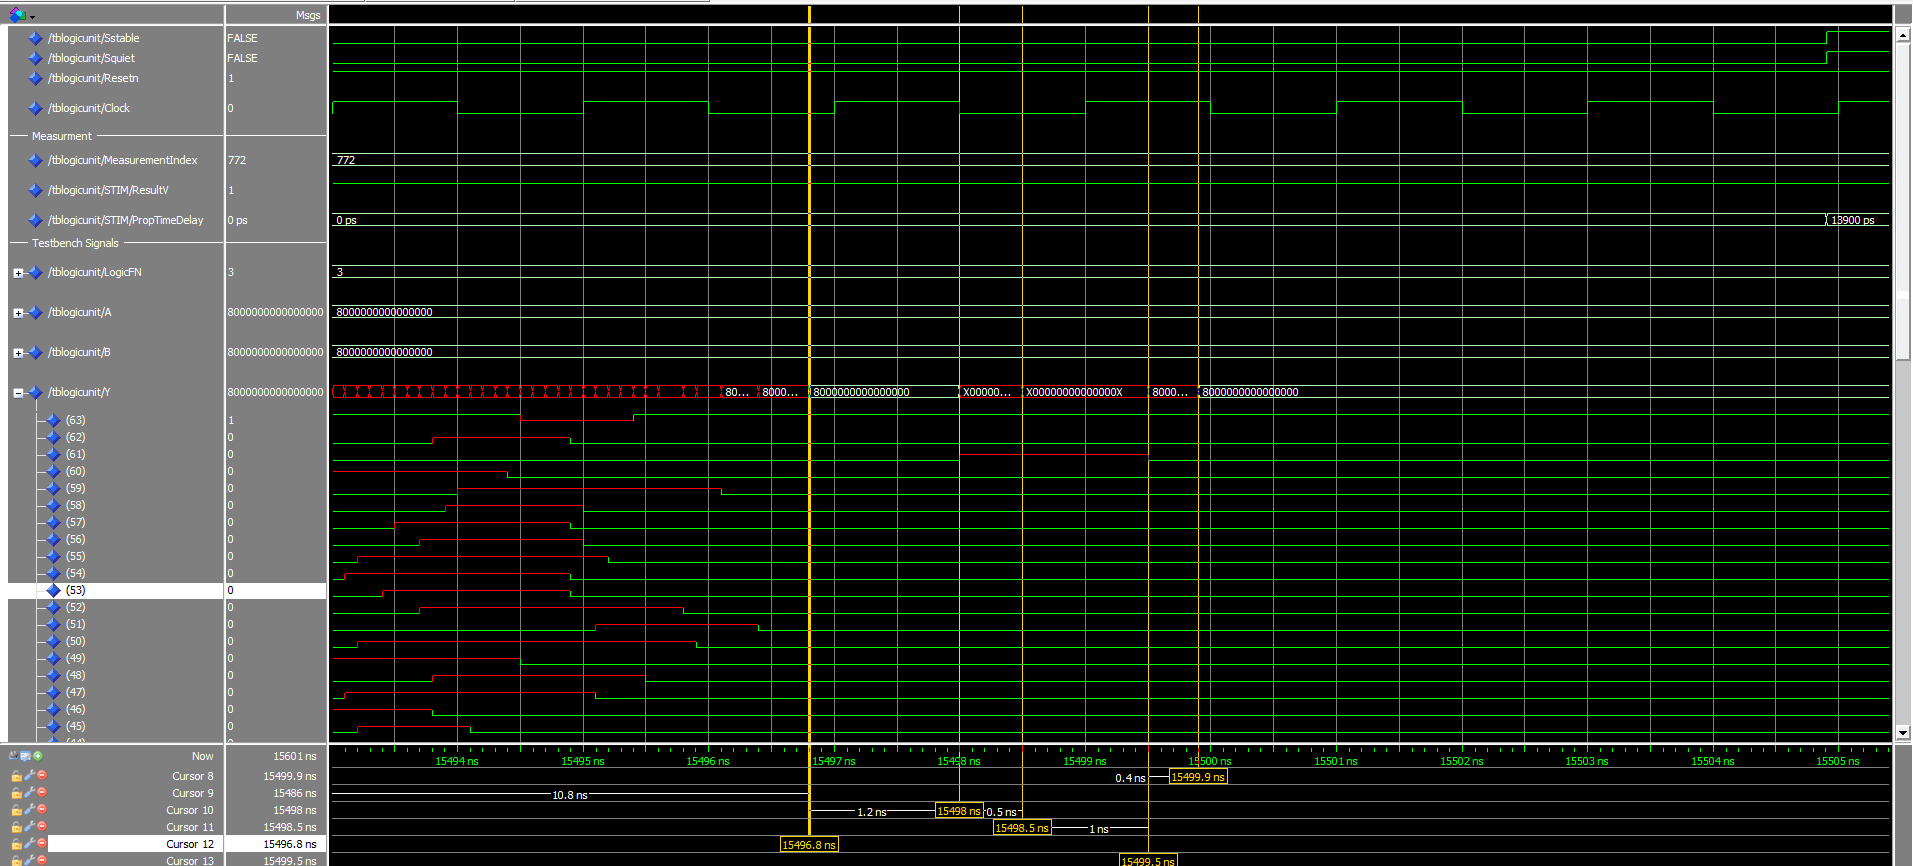 Msgs
/tblogicunit/Sstable FALSE
/tblogicunit/Squiet FALSE
/tblogicunit/Resetn 1
/tblogicunit/Clock 0
Measurment
/tblogicunit/MeasurementIndex 772 772
/tblogicunit/STIM/ResultV 1
/tblogicunit/STIM/PropTimeDelay 0 ps 0 ps 13900 ps
Testbench Signals
/tblogicunit/LogicFN 3 3
/tblogicunit/A 8000000000000000 8000000000000000
/tblogicunit/B 8000000000000000 8000000000000000
/tblogicunit/Y 8000000000000000 80... 8000... 8000000000000000 X00000... X00000000000000X 8000... 8000000000000000
(63) 1
(62) 0
(61) 0
(60) 0
(59) 0
(58) 0
(57) 0
(56) 0
(55) 0
(54) 0
(53) 0
(52) 0
(51) 0
(50) 0
(49) 0
(48) 0
(47) 0
(46) 0
(45) 0
Now 15601 ns 15494 ns 15495 ns 15496 ns 15497 ns 15498 ns 15499 ns 15500 ns 15501 ns 15502 ns 15503 ns 15504 ns 15505 ns
Cursor 8 15499.9 ns 0.4 ns 15499.9 ns
Cursor 9 15486 ns 10.8 ns
Cursor 10 15498 ns 1.2 ns 15498 ns 0.5 ns
Cursor 11 15498.5 ns 15498.5 ns 1 ns
Cursor 12 15496.8 ns 15496.8 ns
Cursor 13 15499.5 ns 15499.5 ns